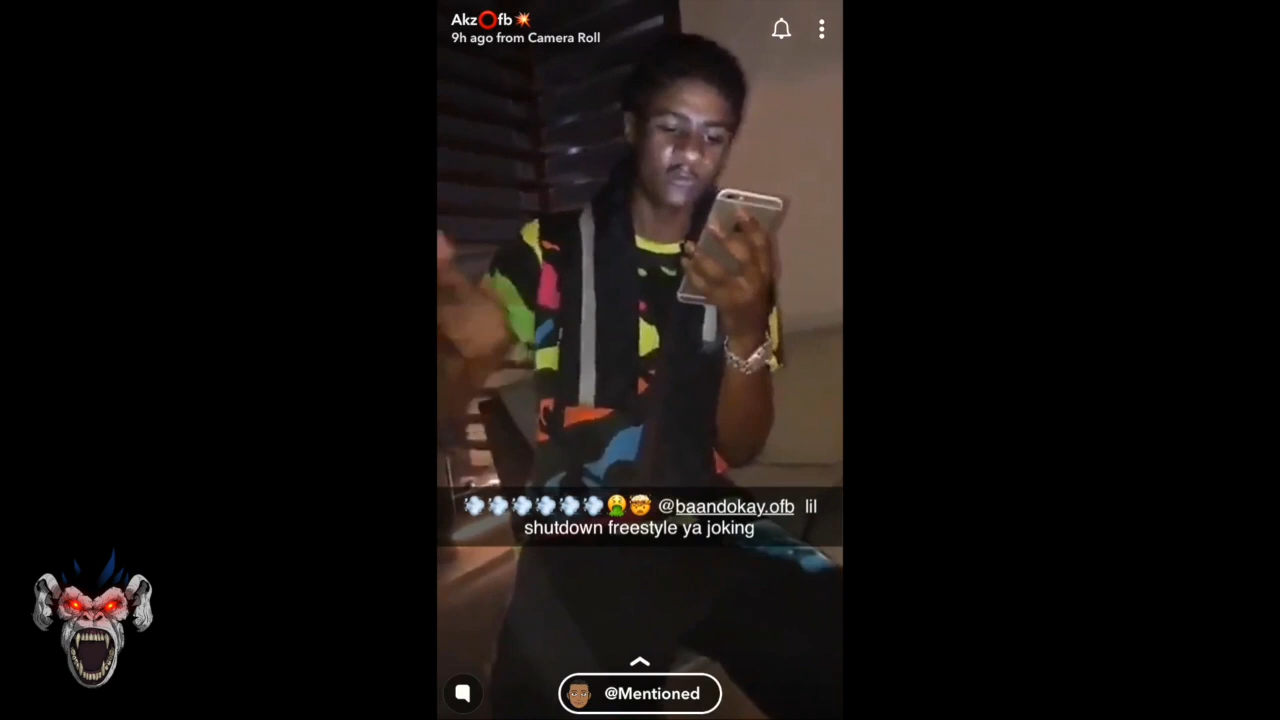 Akz⭕fb💥
9h ago from Camera Roll
💨💨💨💨💨💨🤮🤯 @baandokay.ofb lil
shutdown freestyle ya joking
@Mentioned